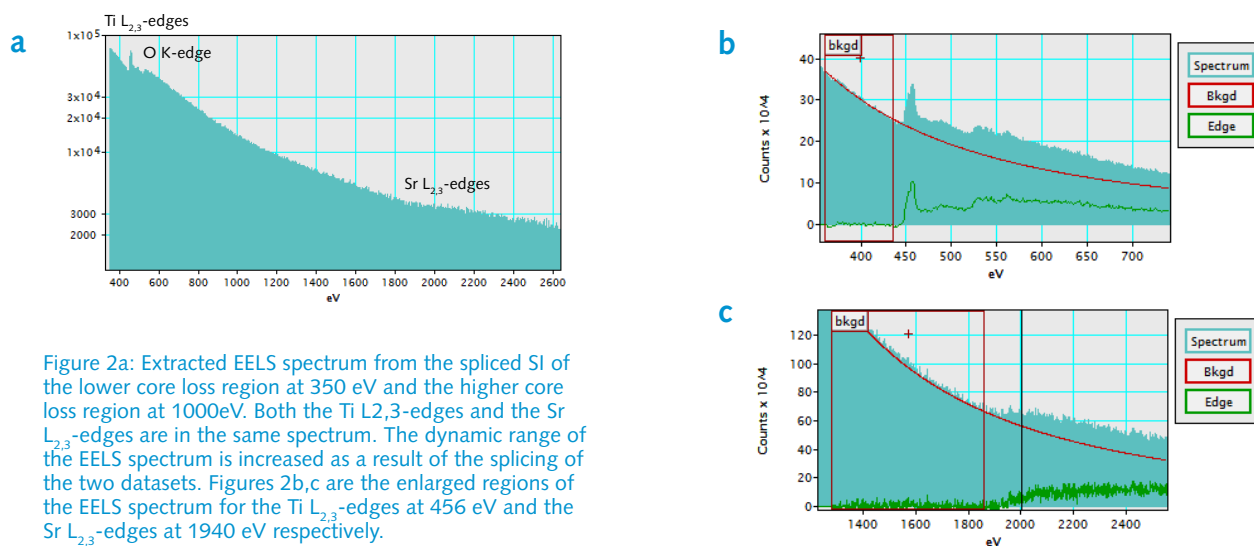 a
Ti L2,3-edges
O K-edge
Sr L2,3-edges
1x10^5
3x10^4
2x10^4
1x10^4
3000
2000
400 600 800 1000 1200 1400 1600 1800 2000 2200 2400 2600
eV
Figure 2a: Extracted EELS spectrum from the spliced SI of
the lower core loss region at 350 eV and the higher core
loss region at 1000eV. Both the Ti L2,3-edges and the Sr
L2,3-edges are in the same spectrum. The dynamic range of
the EELS spectrum is increased as a result of the splicing of
the two datasets. Figures 2b,c are the enlarged regions of
the EELS spectrum for the Ti L2,3-edges at 456 eV and the
Sr L2,3-edges at 1940 eV respectively.
b
bkgd
Counts x 10^4
40
30
20
10
0
400 450 500 550 600 650 700
eV
Spectrum
Bkgd
Edge
c
bkgd
Counts x 10^4
120
100
80
60
40
20
0
1400 1600 1800 2000 2200 2400
eV
Spectrum
Bkgd
Edge